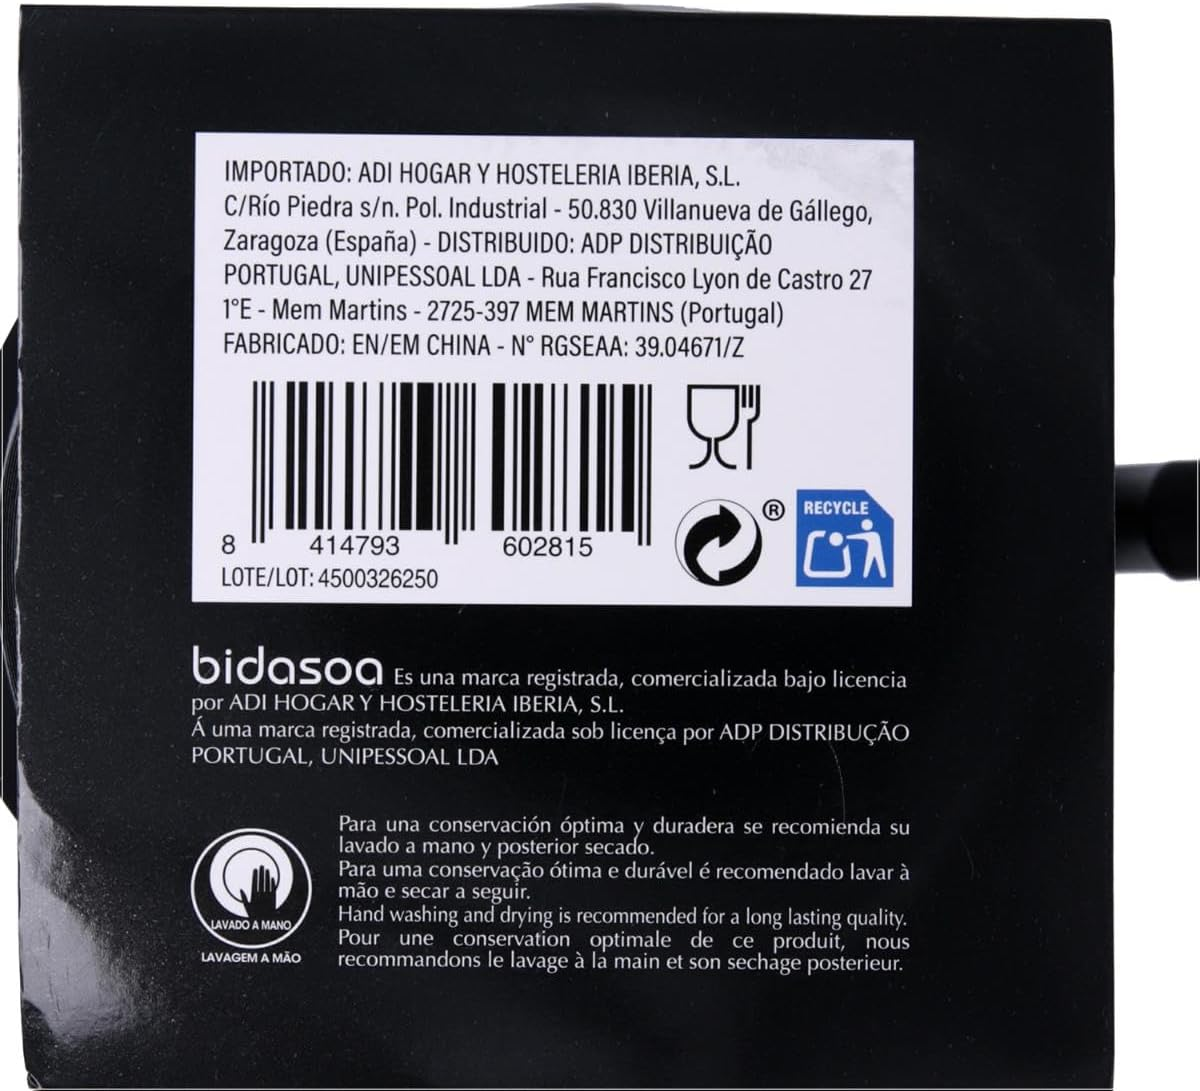 IMPORTADO: ADI HOGAR Y HOSTELERIA IBERIA, S.L.
C/Río Piedra s/n. Pol. Industrial - 50.830 Villanueva de Gállego,
Zaragoza (España) - DISTRIBUIDO: ADP DISTRIBUIÇÃO
PORTUGAL, UNIPESSOAL LDA - Rua Francisco Lyon de Castro 27
1°E - Mem Martins - 2725-397 MEM MARTINS (Portugal)
FABRICADO: EN/EM CHINA - N° RGSEAA: 39.04671/Z
8 414793 602815
LOTE/LOT: 4500326250
®
RECYCLE
bidasoa Es una marca registrada, comercializada bajo licencia
por ADI HOGAR Y HOSTELERIA IBERIA, S.L.
Á uma marca registrada, comercializada sob licença por ADP DISTRIBUÇÃO
PORTUGAL, UNIPESSOAL LDA
LAVADO A MANO
LAVAGEM A MÃO
Para una conservación óptima y duradera se recomienda su
lavado a mano y posterior secado.
Para uma conservação ótima e durável é recomendado lavar à
mão e secar a seguir.
Hand washing and drying is recommended for a long lasting quality.
Pour une conservation optimale de ce produit, nous
recommandons le lavage à la main et son sechage posterieur.